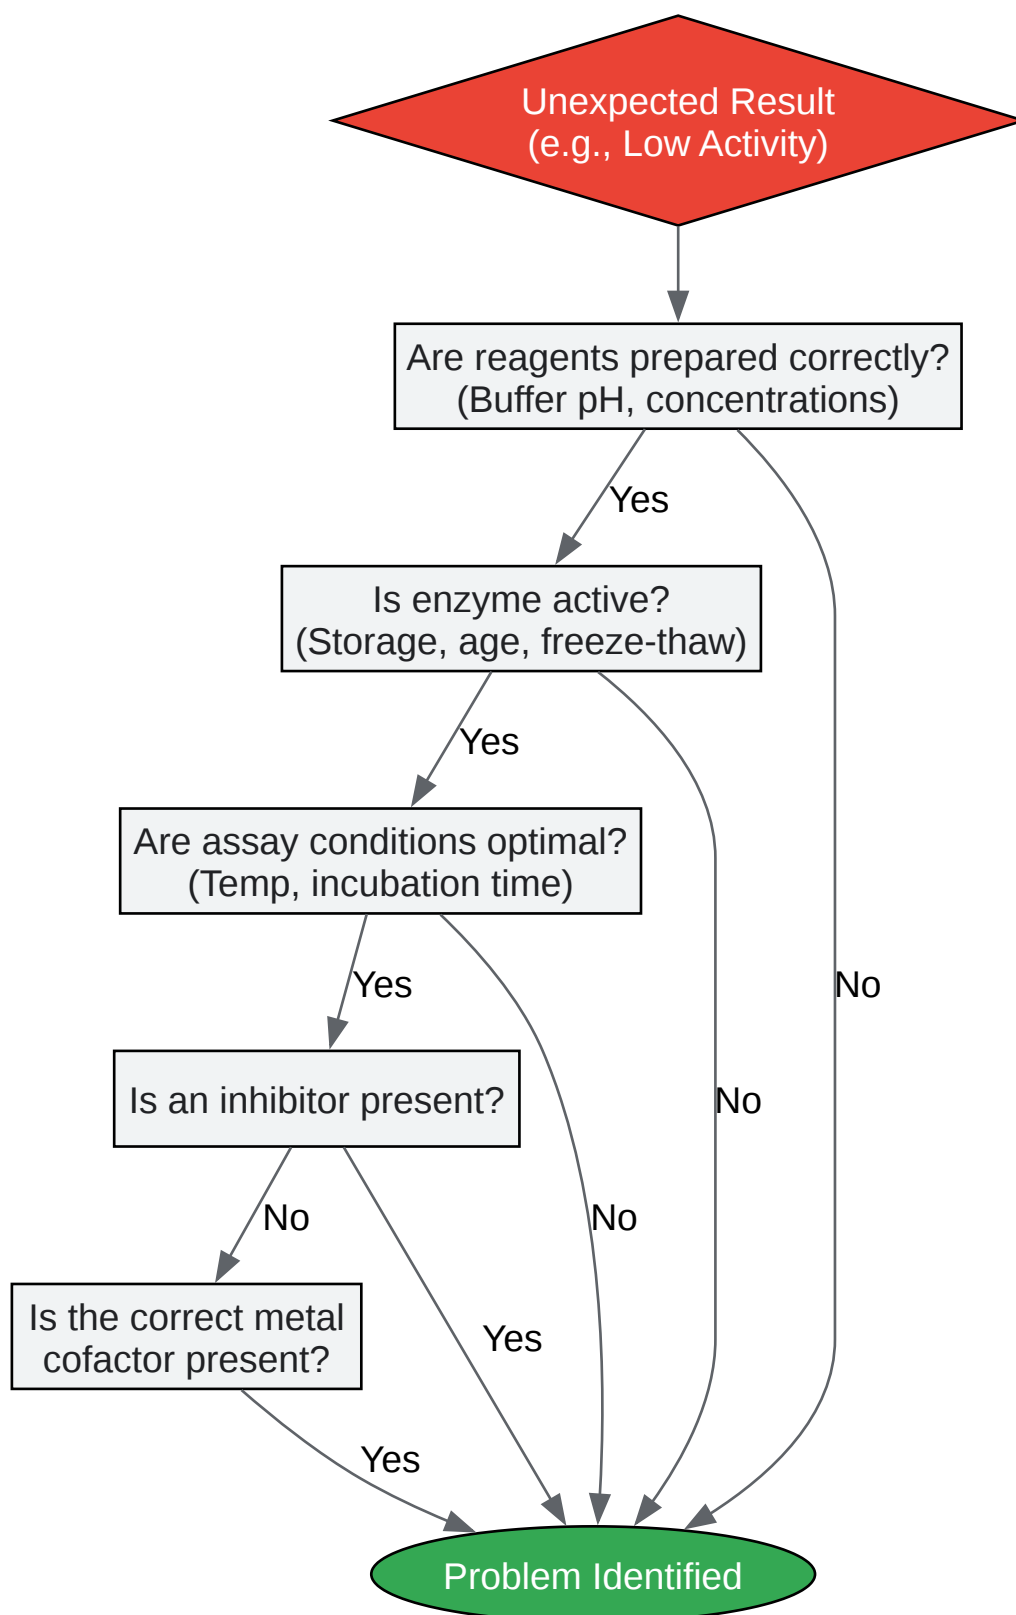 Unexpected Result
(e.g., Low Activity)
Are reagents prepared correctly?
(Buffer pH, concentrations)
Yes
Is enzyme active?
(Storage, age, freeze-thaw)
Yes
Are assay conditions optimal?
(Temp, incubation time)
Yes
No
Is an inhibitor present?
No
No
No
Is the correct metal
cofactor present?
Yes
Yes
Problem Identified